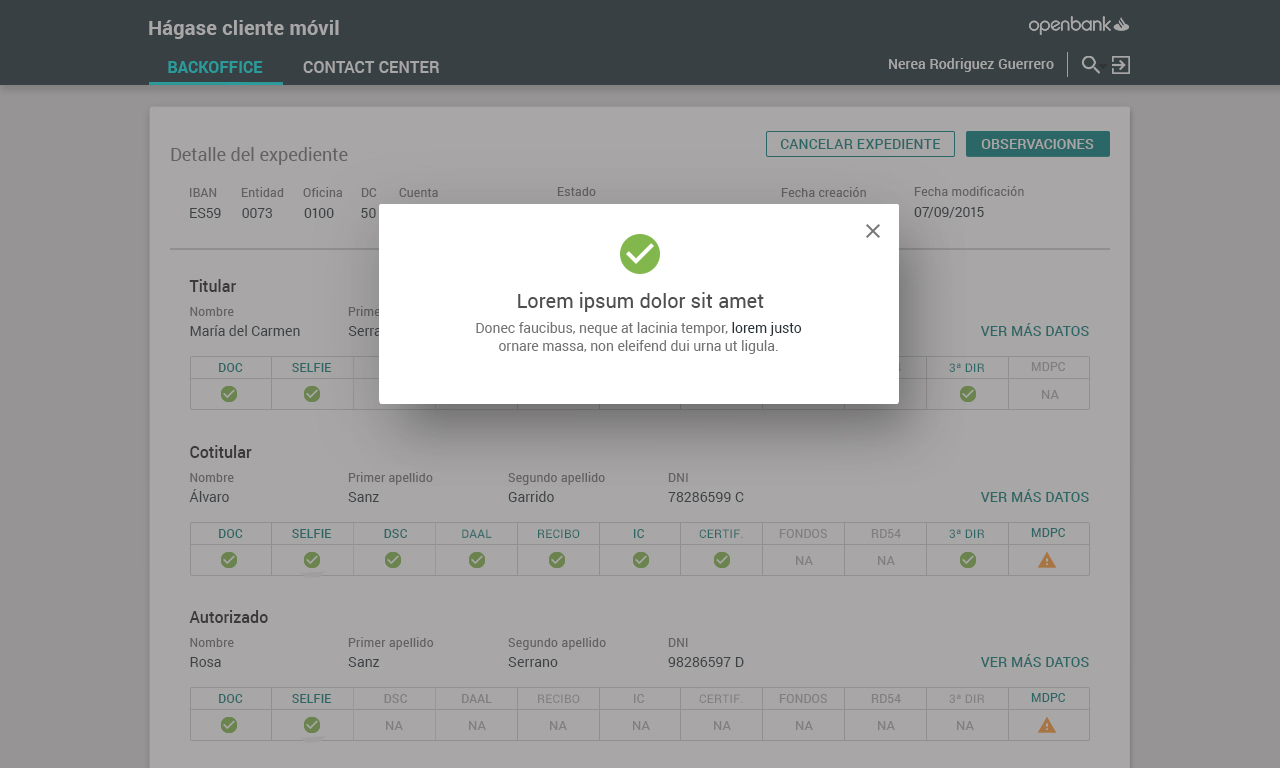 Hágase cliente móvil
openbank
BACKOFFICE CONTACT CENTER
Nerea Rodriguez Guerrero
Detalle del expediente
CANCELAR EXPEDIENTE OBSERVACIONES
IBAN Entidad Oficina DC Cuenta Estado Fecha creación Fecha modificación
ES59 0073 0100 50 07/09/2015
Lorem ipsum dolor sit amet
Donec faucibus, neque at lacinia tempor, lorem justo
ornare massa, non eleifend dui urna ut ligula.
Titular
Nombre
María del Carmen VER MÁS DATOS
DOC SELFIE 3ª DIR MDPC
NA
Cotitular
Nombre Primer apellido Segundo apellido DNI
Álvaro Sanz Garrido 78286599 C VER MÁS DATOS
DOC SELFIE DSC DAAL RECIBO IC CERTIF. FONDOS RD54 3ª DIR MDPC
NA NA
Autorizado
Nombre Primer apellido Segundo apellido DNI
Rosa Sanz Serrano 98286597 D VER MÁS DATOS
DOC SELFIE DSC DAAL RECIBO IC CERTIF. FONDOS RD54 3ª DIR MDPC
NA NA NA NA NA NA NA NA